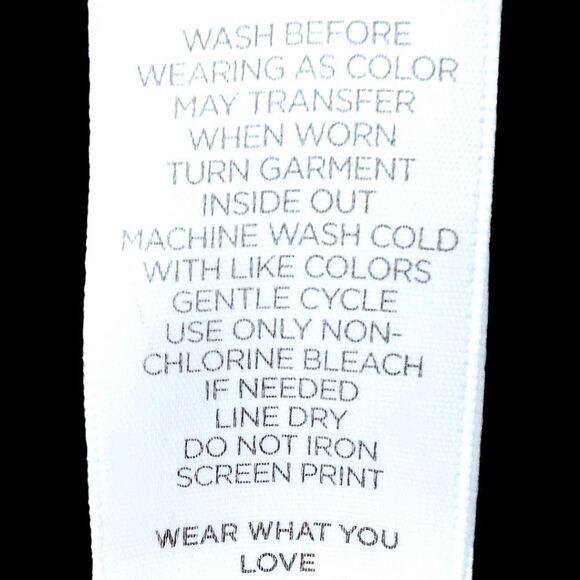 WASH BEFORE
WEARING AS COLOR
MAY TRANSFER
WHEN WORN
TURN GARMENT
INSIDE OUT
MACHINE WASH COLD
WITH LIKE COLORS
GENTLE CYCLE
USE ONLY NON-
CHLORINE BLEACH
IF NEEDED
LINE DRY
DO NOT IRON
SCREEN PRINT
WEAR WHAT YOU
LOVE